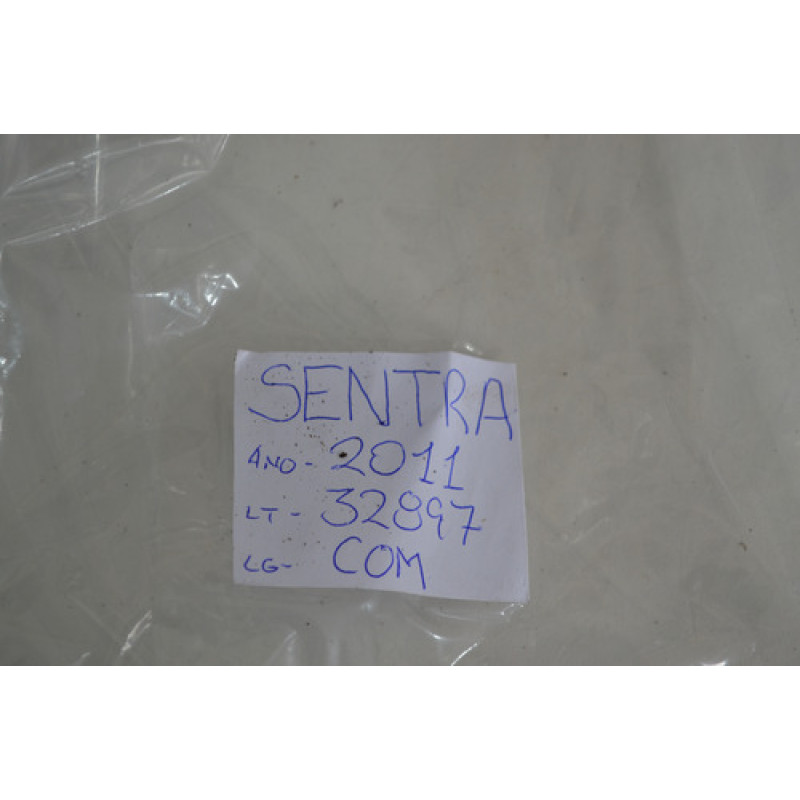 SENTRA
ANO- 2011
LT- 32897
LG- COM